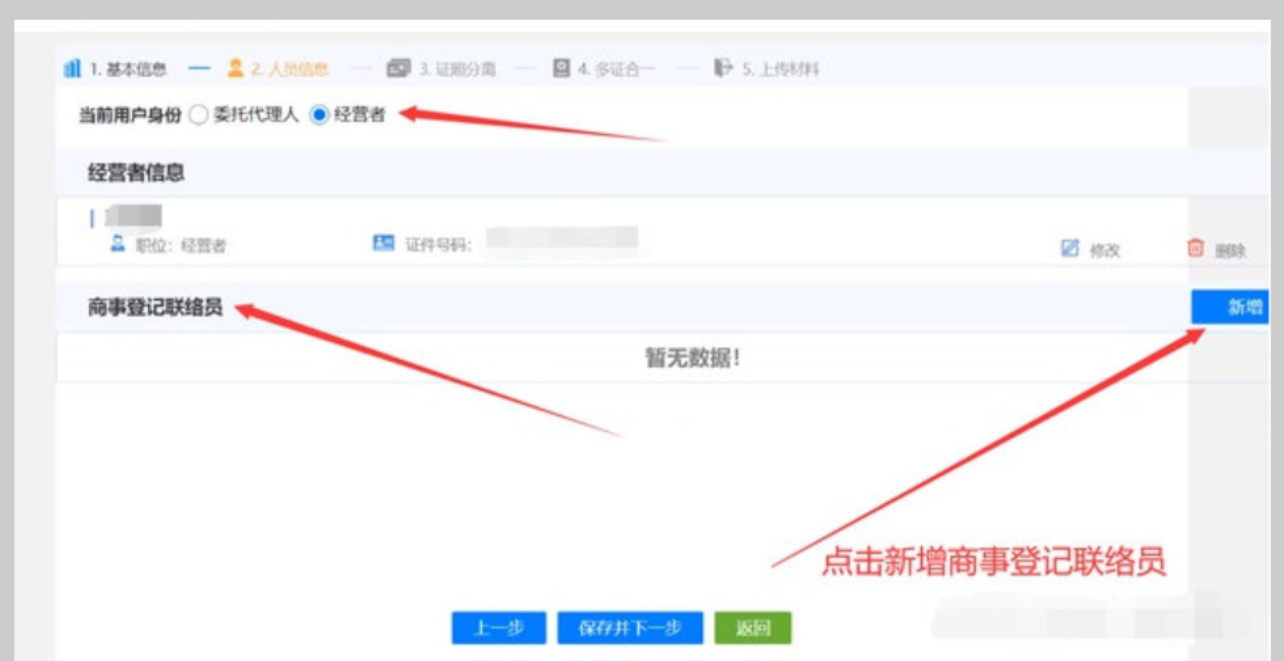 1. 基本信息 2. 人员信息 3. 证照分离 4. 多证合一 5. 上传材料
当前用户身份 委托代理人 经营者
经营者信息
职位：经营者 证件号码： 修改 删除
商事登记联络员 新增
暂无数据！
点击新增商事登记联络员
上一步 保存并下一步 返回